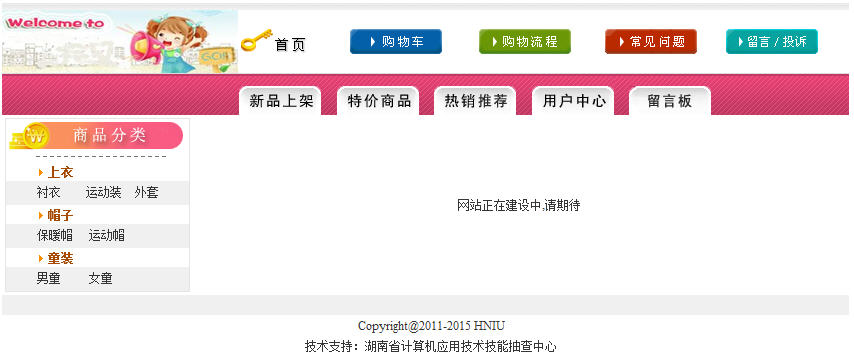 Welcome to
GO!
首页 购物车 购物流程 常见问题 留言/投诉
新品上架 特价商品 热销推荐 用户中心 留言板
商品分类
上衣
衬衣 运动装 外套
帽子
保暖帽 运动帽
童装
男童 女童
网站正在建设中,请期待
Copyright@2011-2015 HNIU
技术支持：湖南省计算机应用技术技能抽查中心